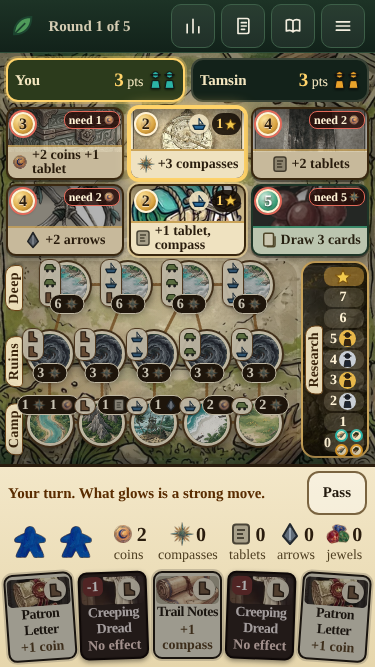 Round 1 of 5
You 3 pts
Tamsin 3 pts
3 need 1
+2 coins +1
tablet
2 1★
+3 compasses
4 need 2
+2 tablets
4 need 2
+2 arrows
2 1★
+1 tablet,
compass
5 need 5
Draw 3 cards
Deep
6 6 6 6
Ruins
3 3 3 3 3
Camp
1 1 1 1 1 1 2 2
Research
7
6
5
4
3
2
1
0
Your turn. What glows is a strong move.
Pass
2 0 0 0 0
coins compasses tablets arrows jewels
Patron
Letter
+1 coin
-1
Creeping
Dread
No effect
Trail Notes
+1
compass
-1
Creeping
Dread
No effect
Patron
Letter
+1 coin